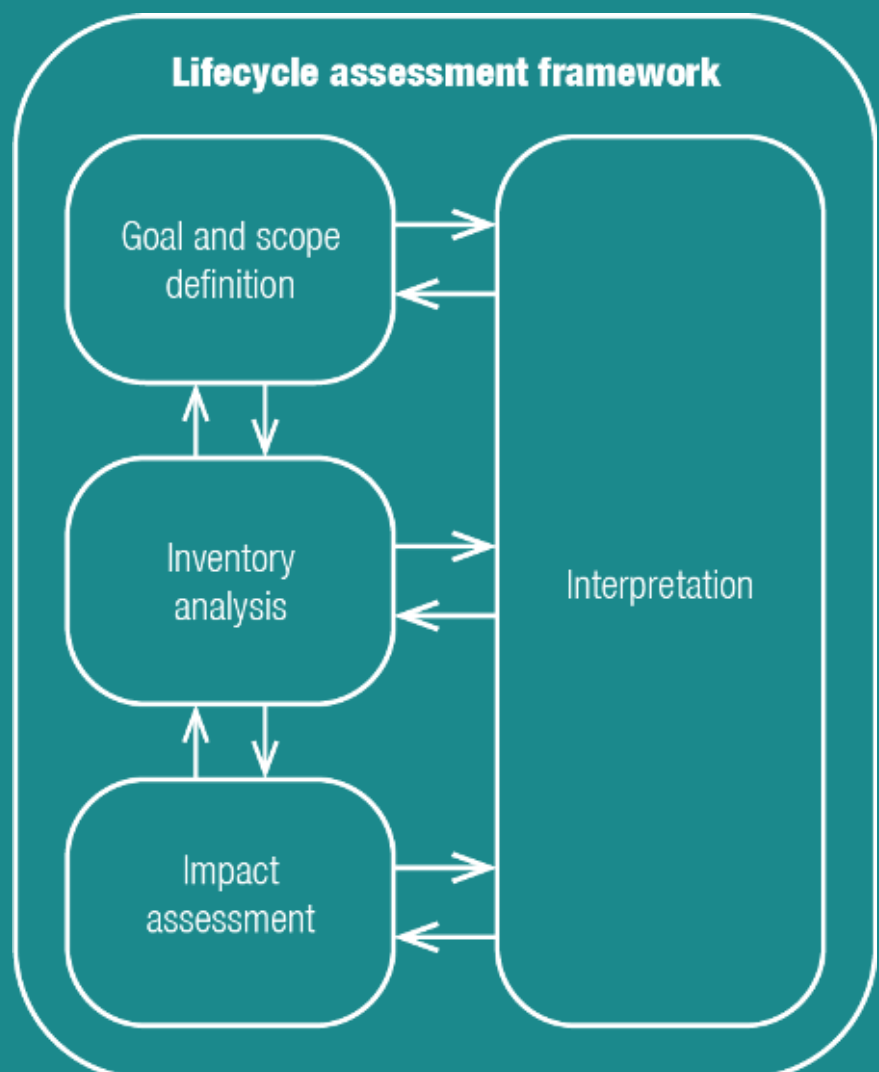 Lifecycle assessment framework
Goal and scope
definition
Inventory
analysis
Interpretation
Impact
assessment